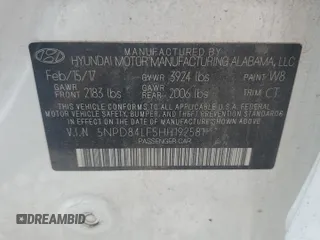 MANUFACTURED BY
HYUNDAI MOTOR MANUFACTURING ALABAMA, LLC.
Feb/15/17 GVWR 3924 lbs PAINT W8
GAWR FRONT 2183 lbs GAWR REAR 2006 lbs TRIM CT
THIS VEHICLE CONFORMS TO ALL APPLICABLE FEDERAL
MOTOR VEHICLE SAFETY, BUMPER, AND THEFT PREVENTION
STANDARDS IN EFFECT ON THE DATE OF
MANUFACTURE SHOWN ABOVE.
V.I.N 5NPD84LF5HH192581
PASSENGER CAR
DRIVEBIDMAD